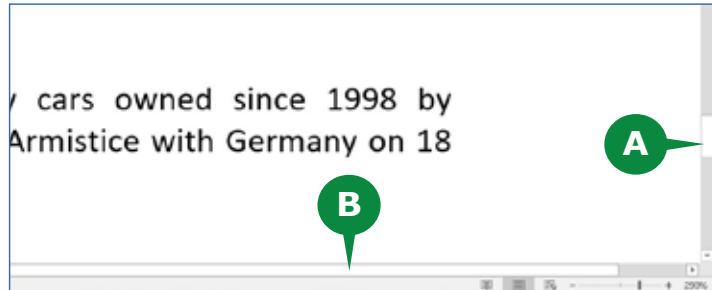 y cars owned since 1998 by
Armistice with Germany on 18
A
B
290%